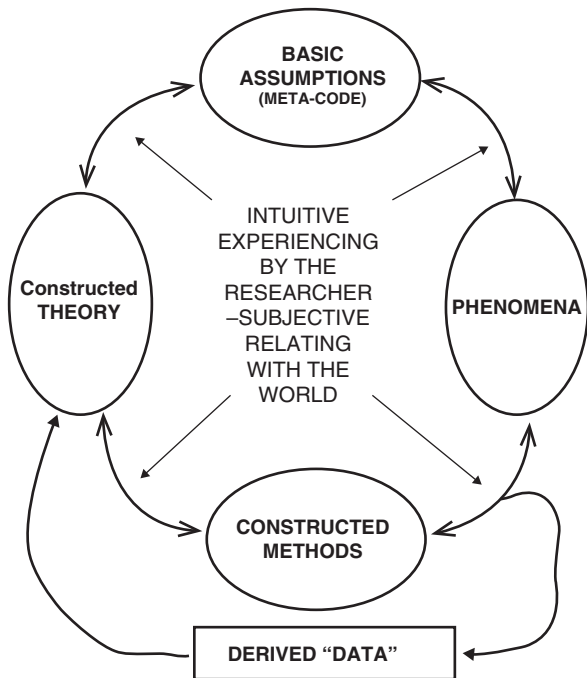 BASIC
ASSUMPTIONS
(META-CODE)
INTUITIVE
EXPERIENCING
BY THE
RESEARCHER
–SUBJECTIVE
RELATING
WITH THE
WORLD
Constructed
THEORY
PHENOMENA
CONSTRUCTED
METHODS
DERIVED “DATA”